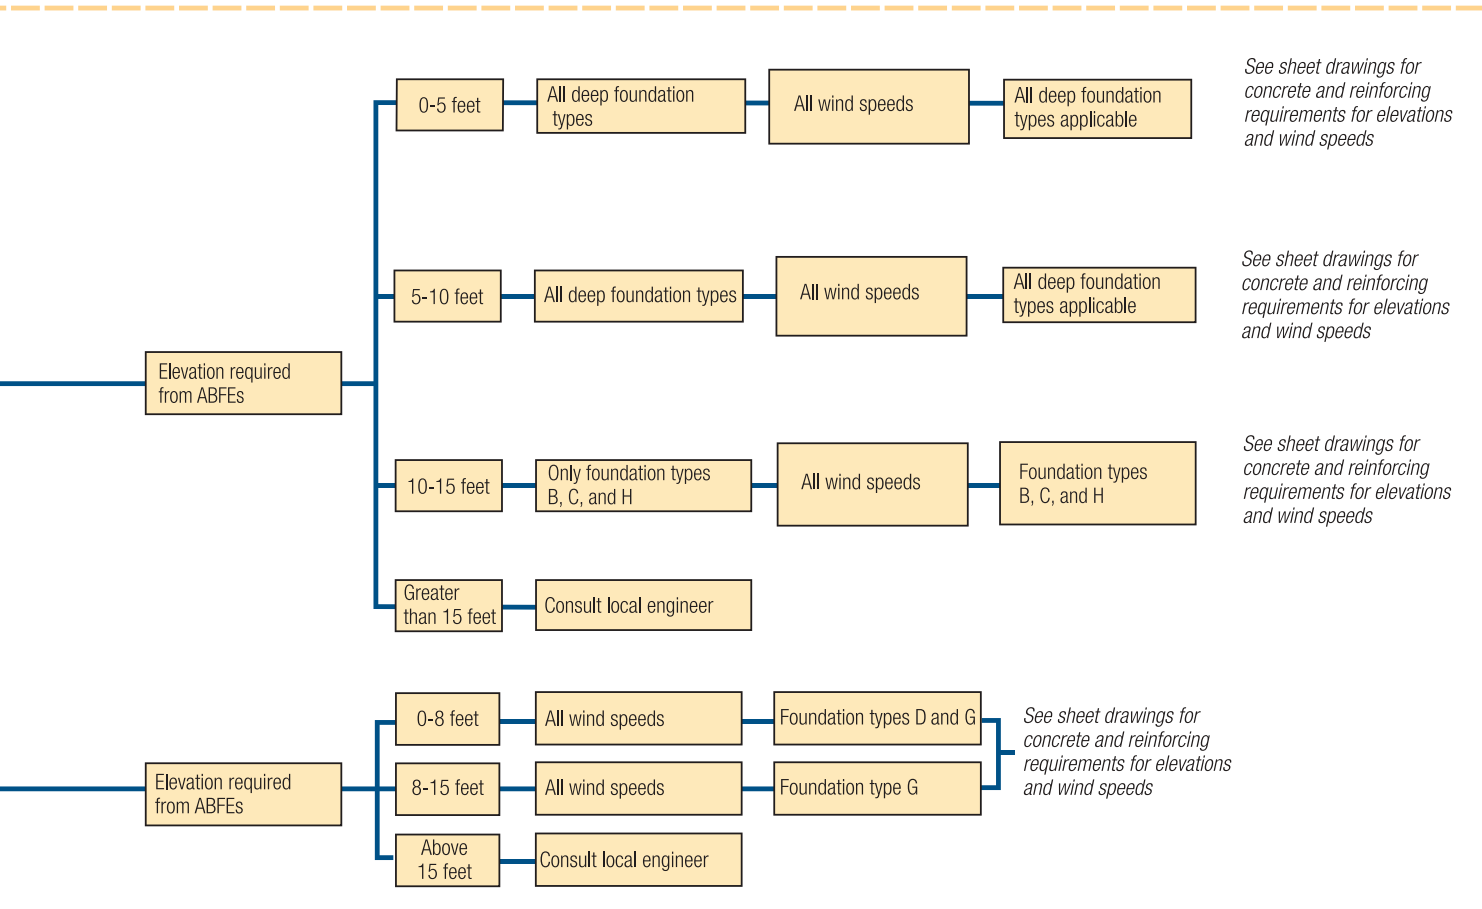 0-5 feet
All deep foundation
types
All wind speeds
All deep foundation
types applicable
See sheet drawings for
concrete and reinforcing
requirements for elevations
and wind speeds
5-10 feet
All deep foundation types
All wind speeds
All deep foundation
types applicable
See sheet drawings for
concrete and reinforcing
requirements for elevations
and wind speeds
Elevation required
from ABFEs
10-15 feet
Only foundation types
B, C, and H
All wind speeds
Foundation types
B, C, and H
See sheet drawings for
concrete and reinforcing
requirements for elevations
and wind speeds
Greater
than 15 feet
Consult local engineer
0-8 feet
All wind speeds
Foundation types D and G
See sheet drawings for
concrete and reinforcing
requirements for elevations
and wind speeds
Elevation required
from ABFEs
8-15 feet
All wind speeds
Foundation type G
Above
15 feet
Consult local engineer